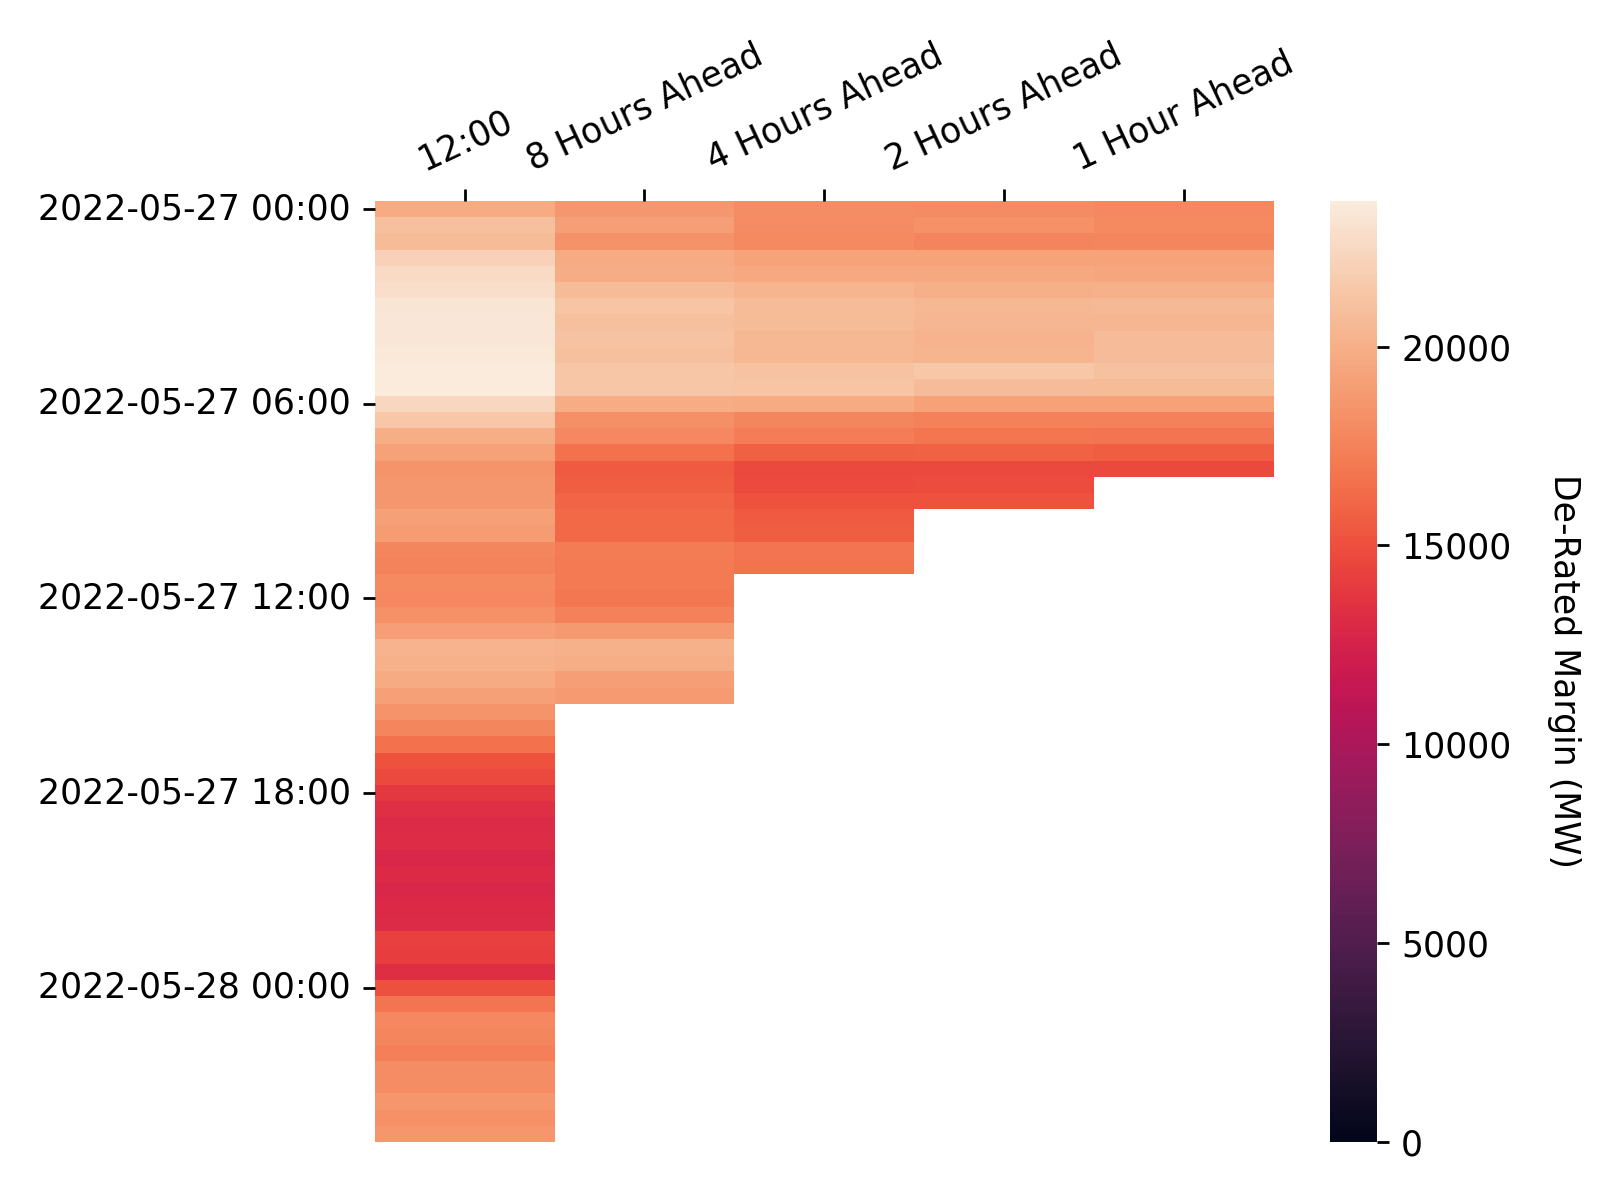 12:00
8 Hours Ahead
4 Hours Ahead
2 Hours Ahead
1 Hour Ahead
2022-05-27 00:00
2022-05-27 06:00
2022-05-27 12:00
2022-05-27 18:00
2022-05-28 00:00
20000
15000
10000
5000
0
De-Rated Margin (MW)